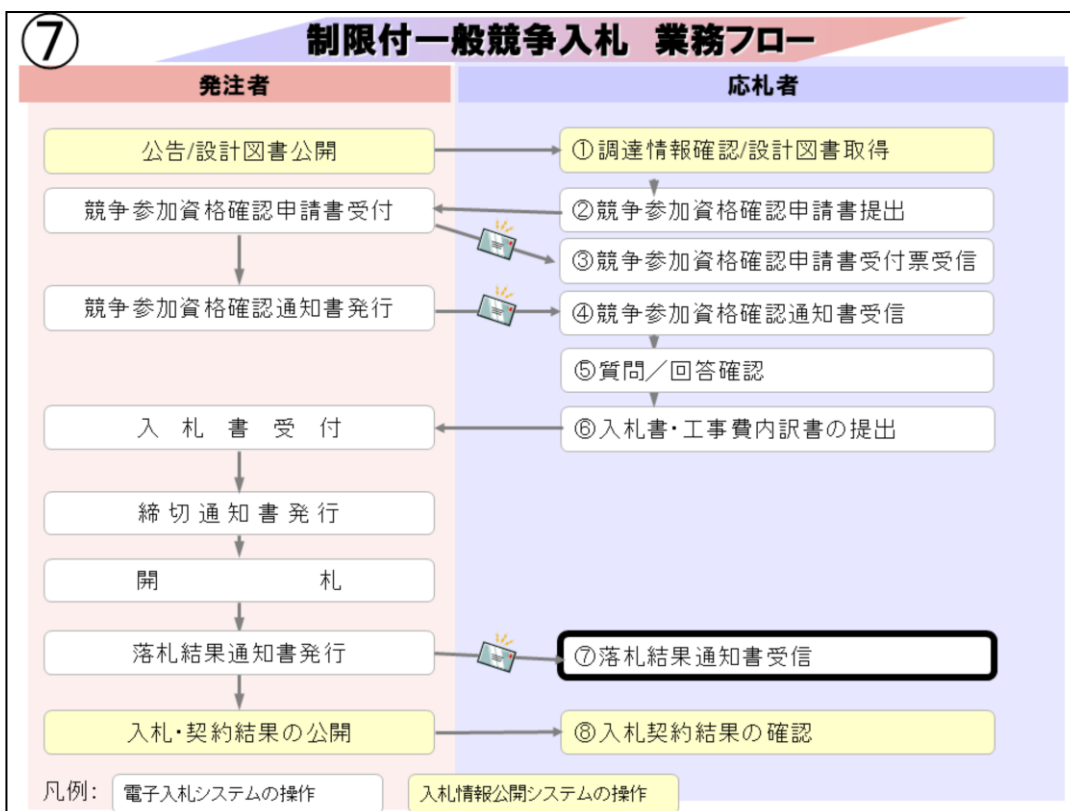 ⑦
制限付一般競争入札 業務フロー
発注者
応札者
公告/設計図書公開
①調達情報確認/設計図書取得
競争参加資格確認申請書受付
②競争参加資格確認申請書提出
③競争参加資格確認申請書受付票受信
競争参加資格確認通知書発行
④競争参加資格確認通知書受信
⑤質問／回答確認
入札書受付
⑥入札書・工事費内訳書の提出
締切通知書発行
開札
落札結果通知書発行
⑦落札結果通知書受信
入札・契約結果の公開
⑧入札契約結果の確認
凡例： 電子入札システムの操作 入札情報公開システムの操作